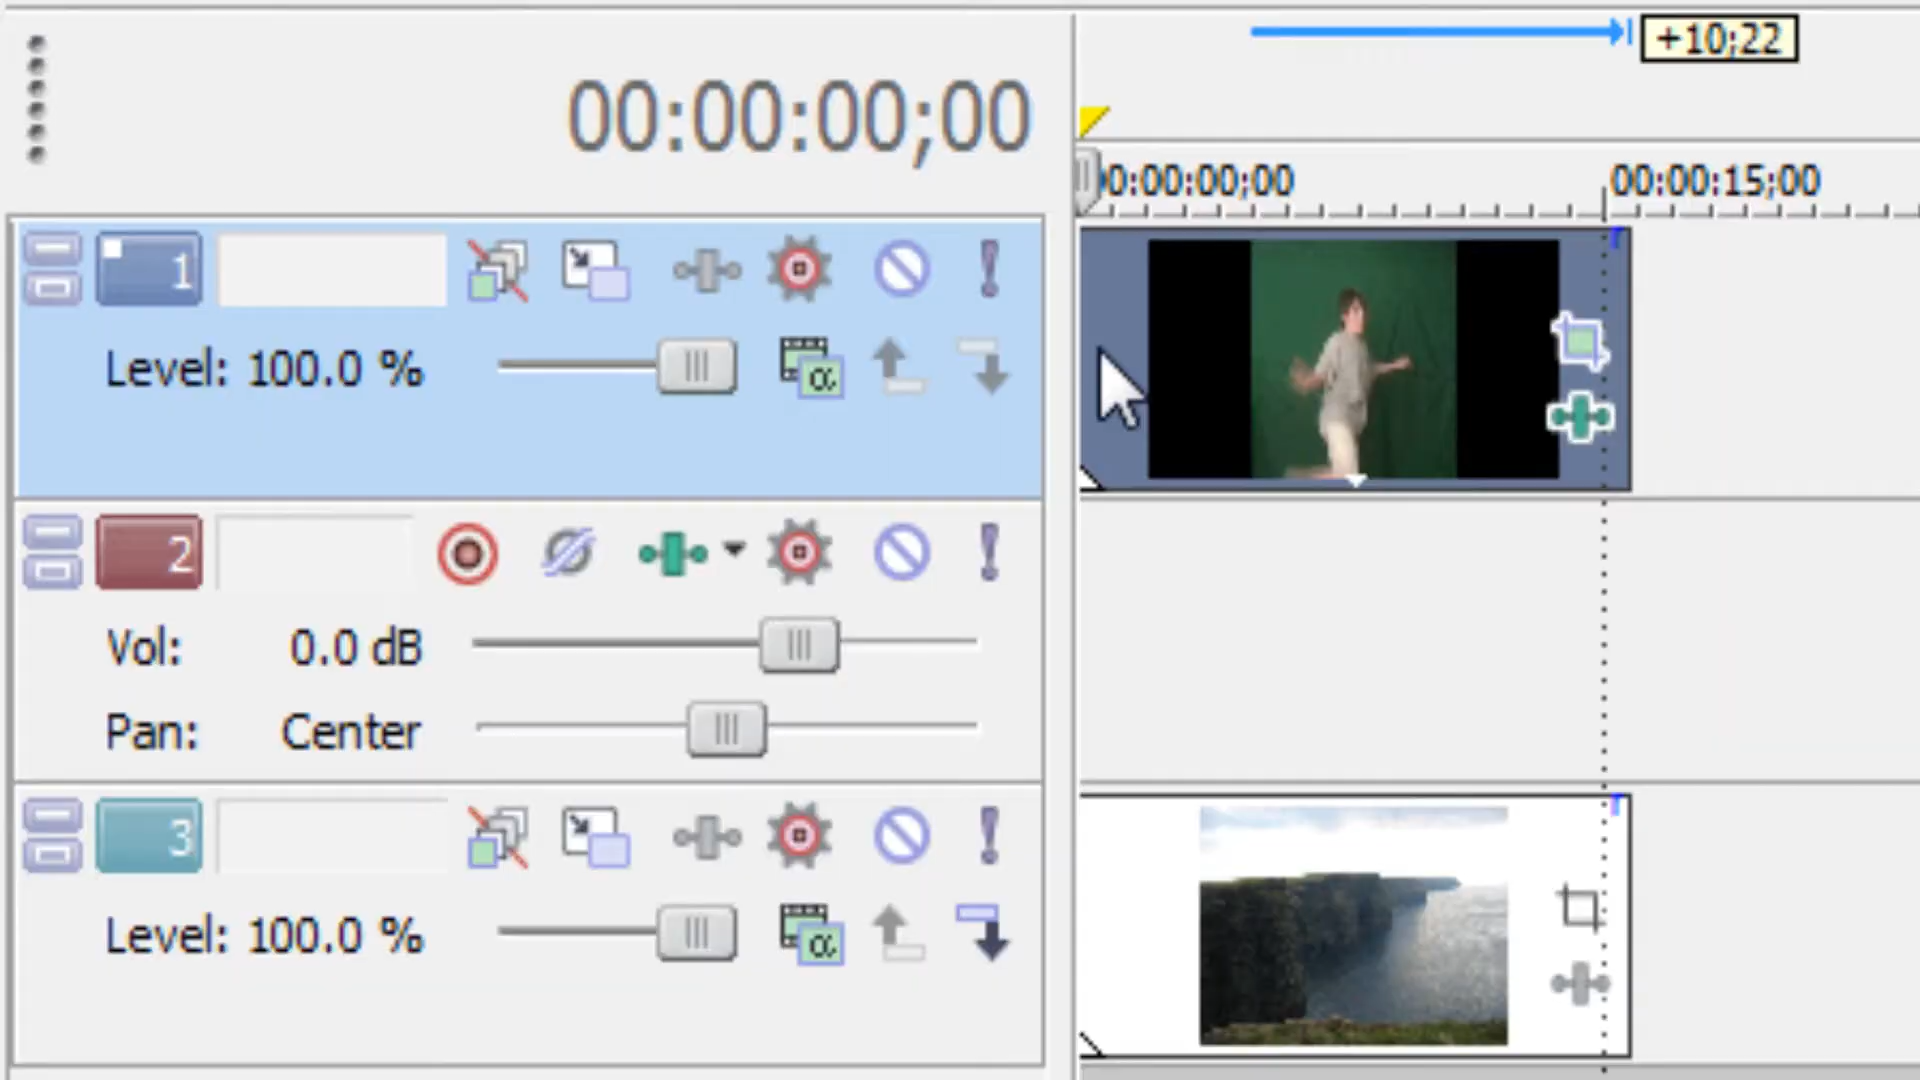 +10;22
00:00:00;00
0:00:00;00
00:00:15;00
1
Level: 100.0 %
α
2
Vol: 0.0 dB
Pan: Center
3
Level: 100.0 %
α